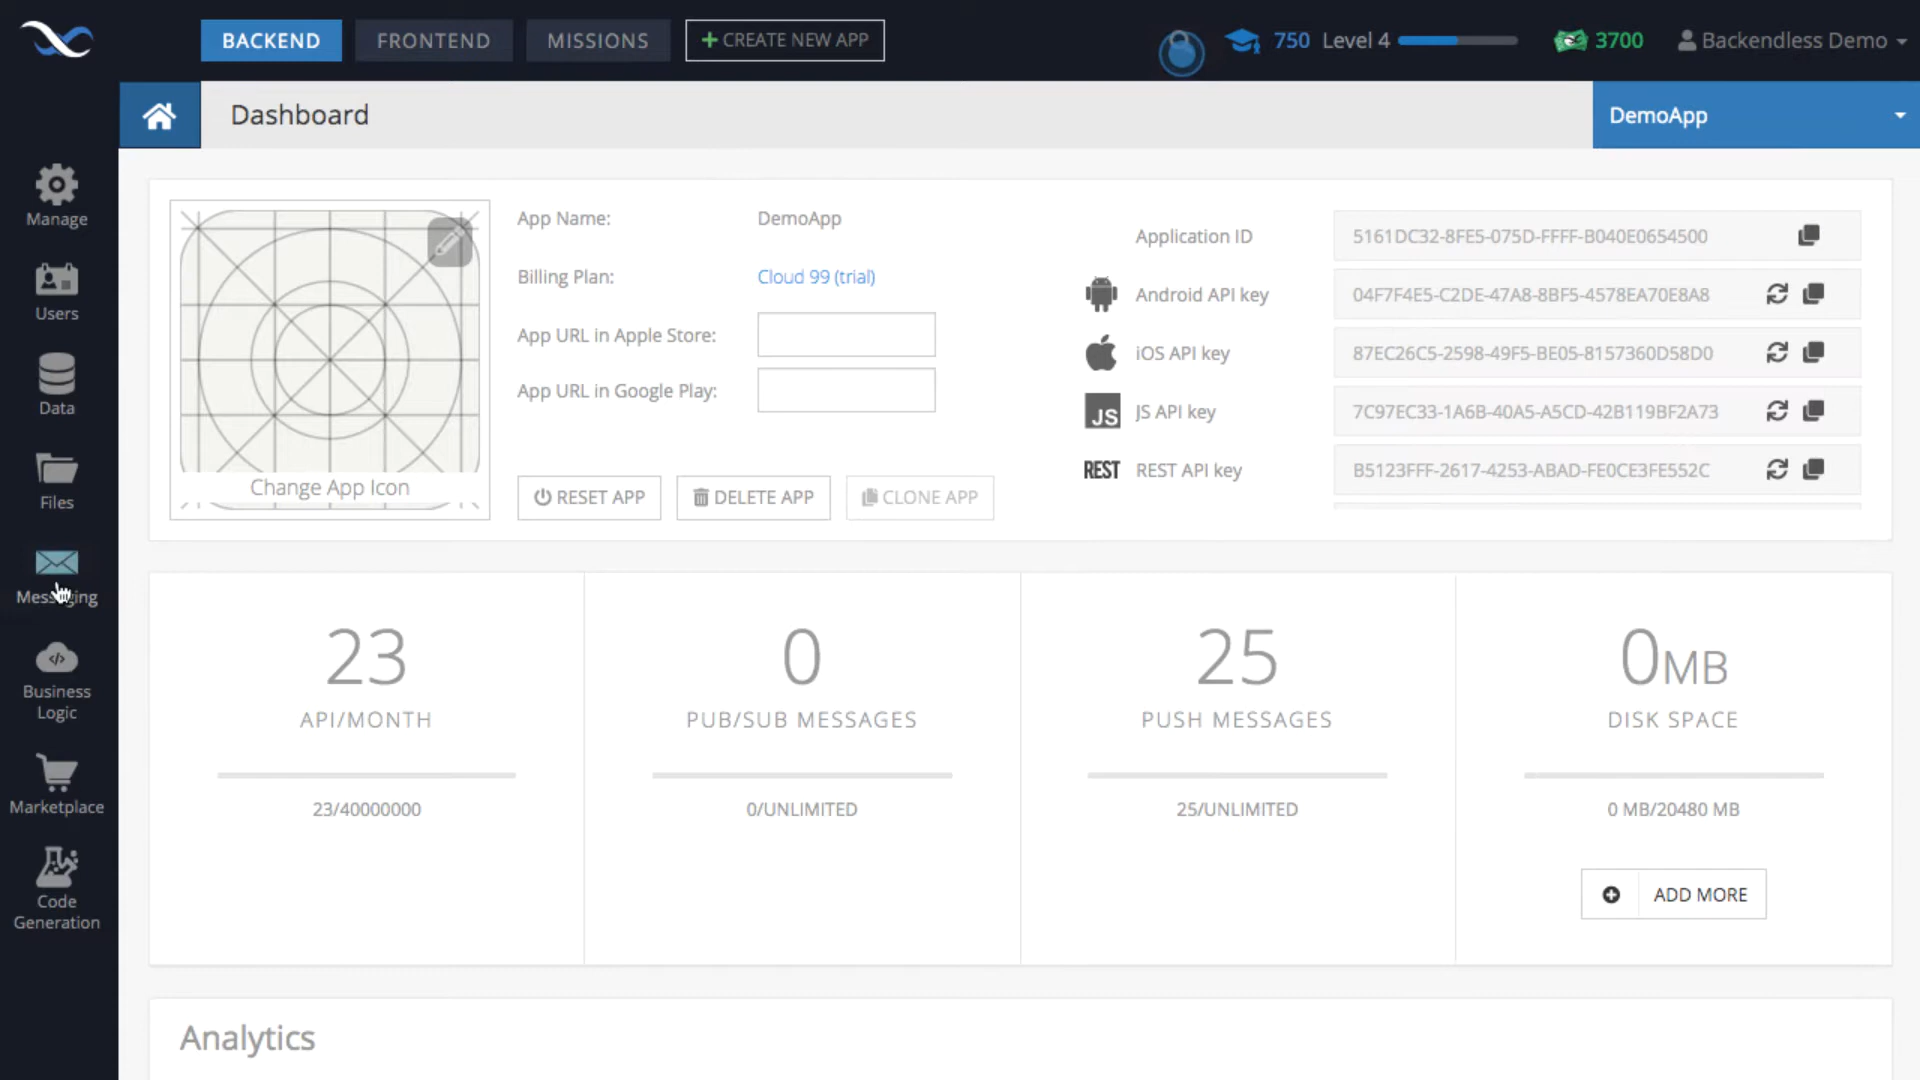 BACKEND
FRONTEND
MISSIONS
CREATE NEW APP
750 Level 4
3700
Backendless Demo
Dashboard
DemoApp
Manage
Users
Data
Files
Messaging
Business
Logic
Marketplace
Code
Generation
Change App Icon
App Name: DemoApp
Billing Plan: Cloud 99 (trial)
App URL in Apple Store:
App URL in Google Play:
RESET APP
DELETE APP
CLONE APP
Application ID 5161DC32-8FE5-075D-FFFF-B040E0654500
Android API key 04F7F4E5-C2DE-47A8-8BF5-4578EA70E8A8
iOS API key 87EC26C5-2598-49F5-BE05-8157360D58D0
JS JS API key 7C97EC33-1A6B-40A5-A5CD-42B119BF2A73
REST REST API key B5123FFF-2617-4253-ABAD-FE0CE3FE552C
23
API/MONTH
23/40000000
0
PUB/SUB MESSAGES
0/UNLIMITED
25
PUSH MESSAGES
25/UNLIMITED
0MB
DISK SPACE
0 MB/20480 MB
ADD MORE
Analytics